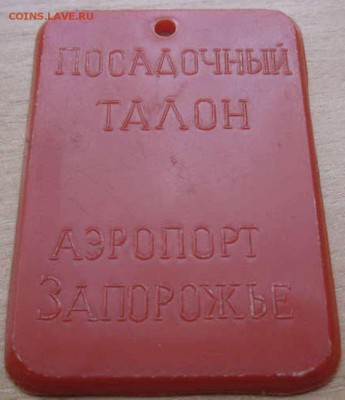 COINS.LAVE.RU
ПОСАДОЧНЫЙ
ТАЛОН
АЭРОПОРТ
ЗАПОРОЖЬЕ